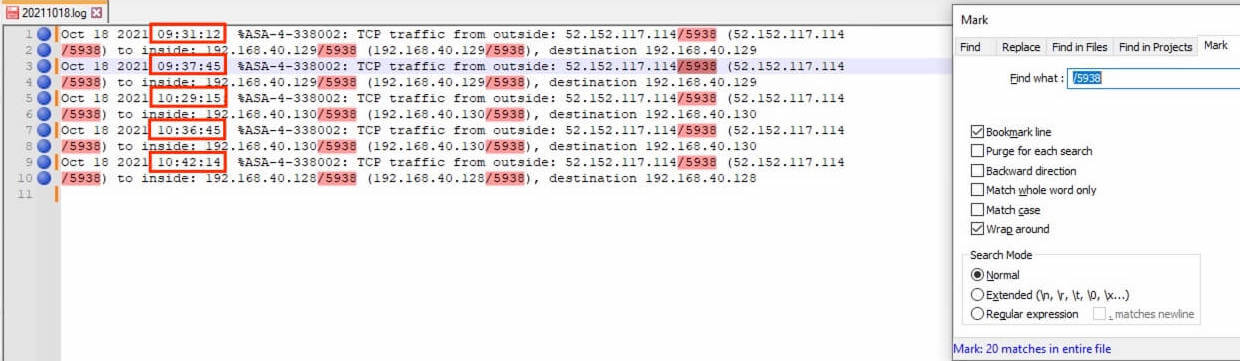 20211018.log
1 Oct 18 2021 09:31:12 %ASA-4-338002: TCP traffic from outside: 52.152.117.114/5938 (52.152.117.114
2 /5938) to inside: 192.168.40.129/5938 (192.168.40.129/5938), destination 192.168.40.129
3 Oct 18 2021 09:37:45 %ASA-4-338002: TCP traffic from outside: 52.152.117.114/5938 (52.152.117.114
4 /5938) to inside: 192.168.40.129/5938 (192.168.40.129/5938), destination 192.168.40.129
5 Oct 18 2021 10:29:15 %ASA-4-338002: TCP traffic from outside: 52.152.117.114/5938 (52.152.117.114
6 /5938) to inside: 192.168.40.130/5938 (192.168.40.130/5938), destination 192.168.40.130
7 Oct 18 2021 10:36:45 %ASA-4-338002: TCP traffic from outside: 52.152.117.114/5938 (52.152.117.114
8 /5938) to inside: 192.168.40.130/5938 (192.168.40.130/5938), destination 192.168.40.130
9 Oct 18 2021 10:42:14 %ASA-4-338002: TCP traffic from outside: 52.152.117.114/5938 (52.152.117.114
10 /5938) to inside: 192.168.40.128/5938 (192.168.40.128/5938), destination 192.168.40.128
11
Mark
Find Replace Find in Files Find in Projects Mark
Find what : /5938
Bookmark line
Purge for each search
Backward direction
Match whole word only
Match case
Wrap around
Search Mode
Normal
Extended (\n, \r, \t, \0, \x...)
Regular expression . matches newline
Mark: 20 matches in entire file